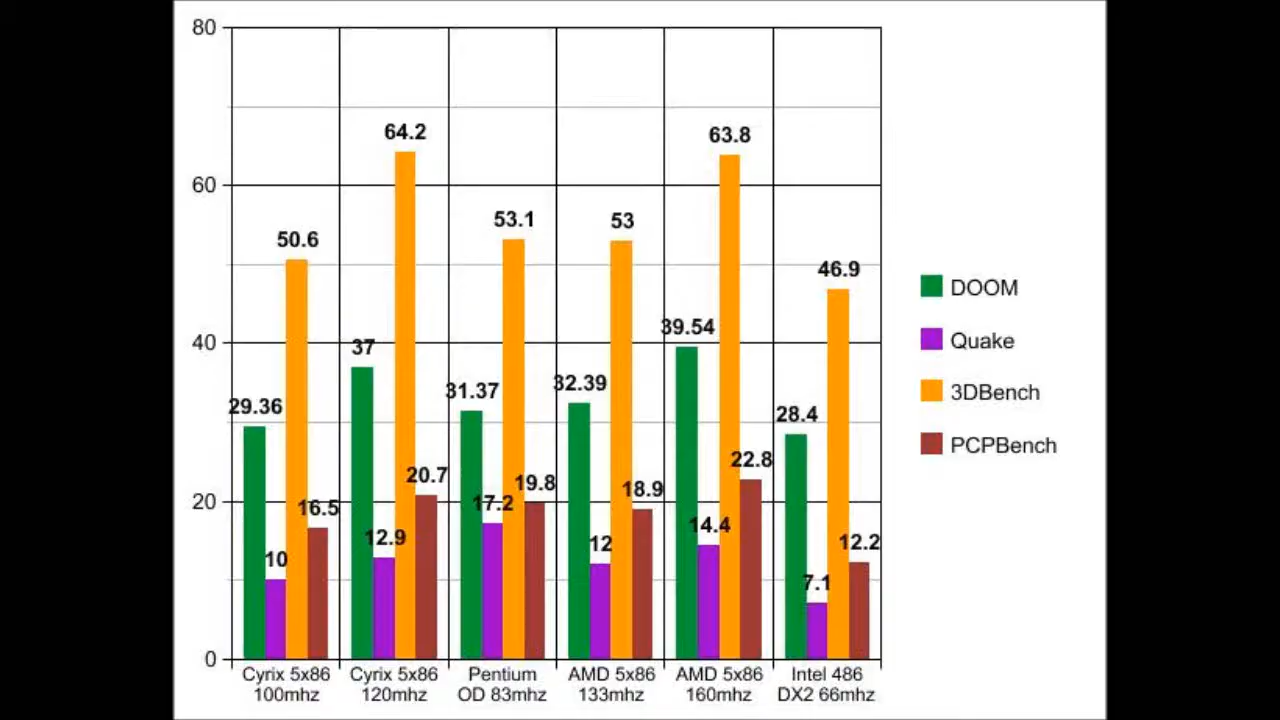 80
64.2
63.8
60
53.1
53
50.6
46.9
DOOM
Quake
3DBench
PCPBench
40
37
39.54
31.37
32.39
29.36
28.4
20
20.7
22.8
16.5
17.2
19.8
18.9
12.9
14.4
10
12
12.2
7.1
0
Cyrix 5x86
100mhz
Cyrix 5x86
120mhz
Pentium
OD 83mhz
AMD 5x86
133mhz
AMD 5x86
160mhz
Intel 486
DX2 66mhz